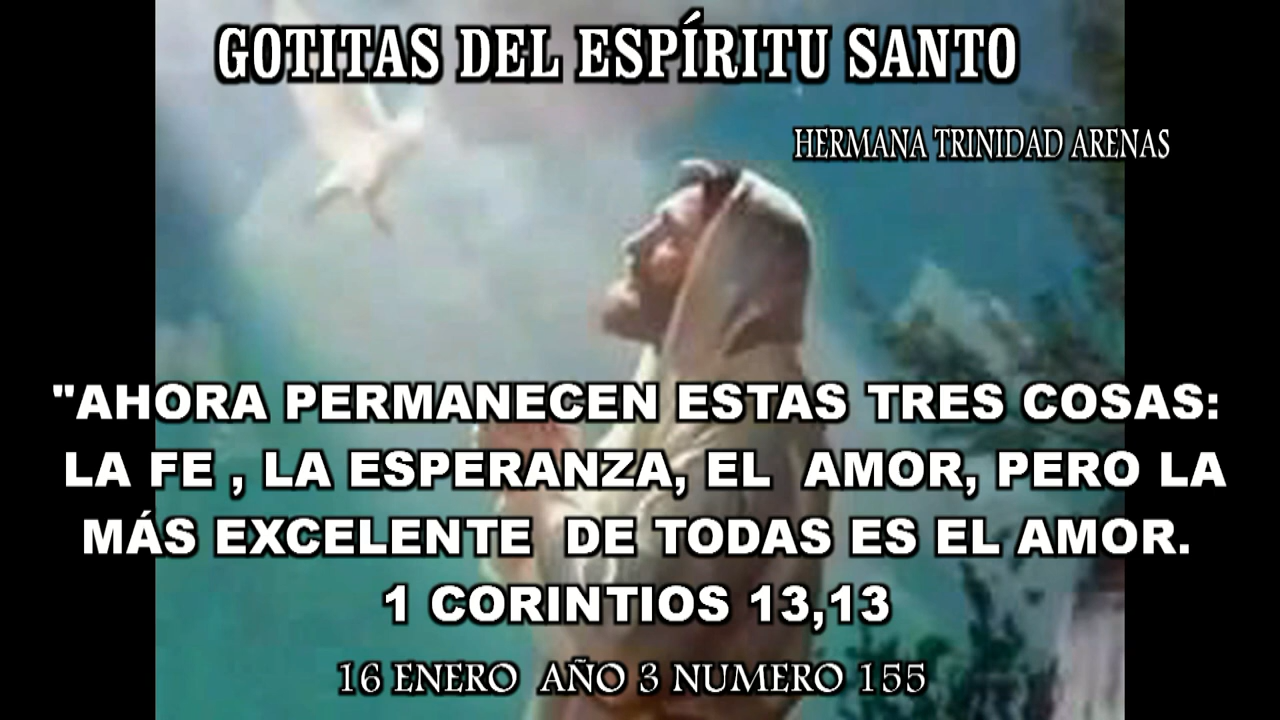 GOTITAS DEL ESPÍRITU SANTO
HERMANA TRINIDAD ARENAS
"AHORA PERMANECEN ESTAS TRES COSAS:
LA FE , LA ESPERANZA, EL AMOR, PERO LA
MÁS EXCELENTE DE TODAS ES EL AMOR.
1 CORINTIOS 13,13
16 ENERO AÑO 3 NUMERO 155